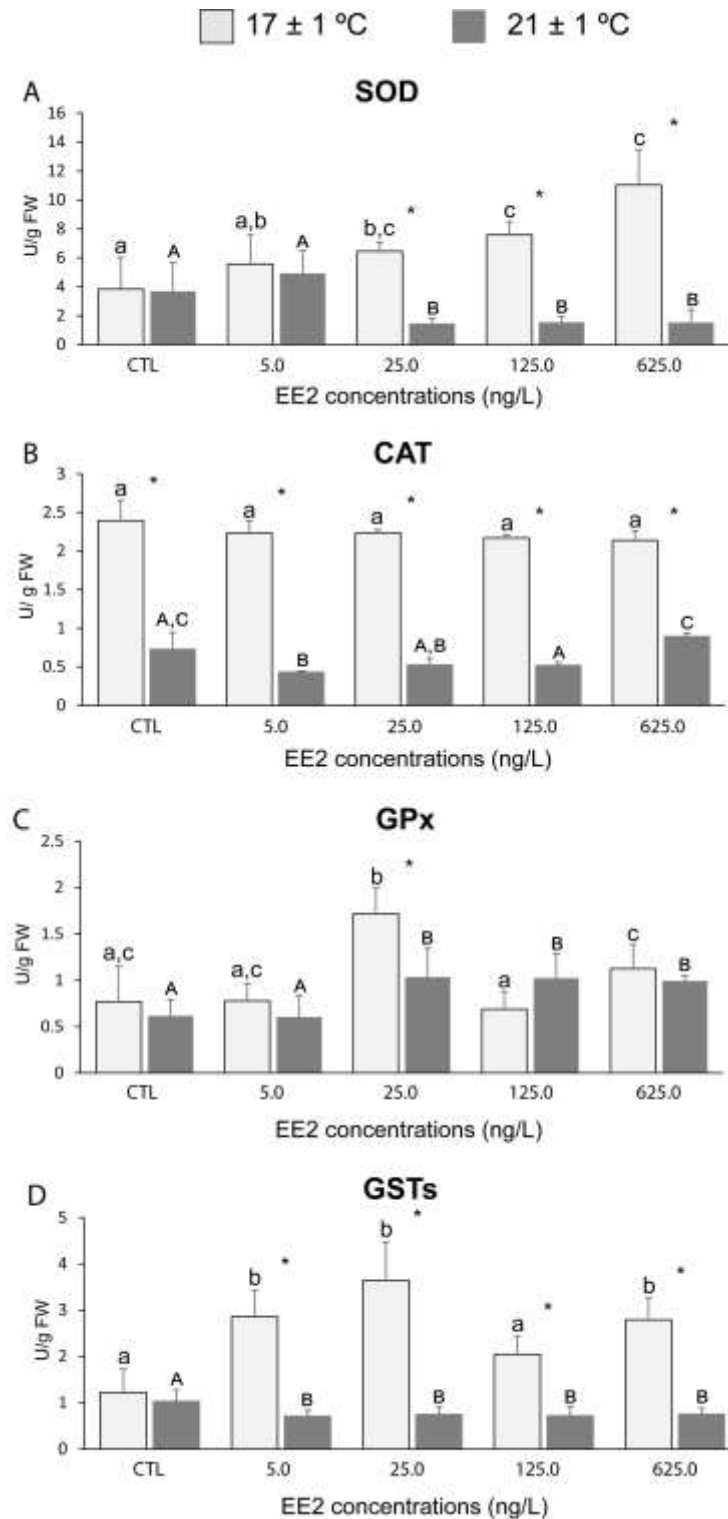 17 ± 1 ºC 21 ± 1 ºC
A SOD
16
14
12
10
8
6
4
2
0
U/g FW
a A a,b A b,c * B c * B c * B
CTL 5.0 25.0 125.0 625.0
EE2 concentrations (ng/L)
B CAT
3
2.5
2
1.5
1
0.5
0
U/ g FW
a * A,C a * B a * A,B a * A a * C
CTL 5.0 25.0 125.0 625.0
EE2 concentrations (ng/L)
C GPx
2.5
2
1.5
1
0.5
0
U/g FW
a,c A a,c A b * B a B c B
CTL 5.0 25.0 125.0 625.0
EE2 concentrations (ng/L)
D GSTs
5
4
3
2
1
0
U/g FW
a A b * B b * B a * B b * B
CTL 5.0 25.0 125.0 625.0
EE2 concentrations (ng/L)